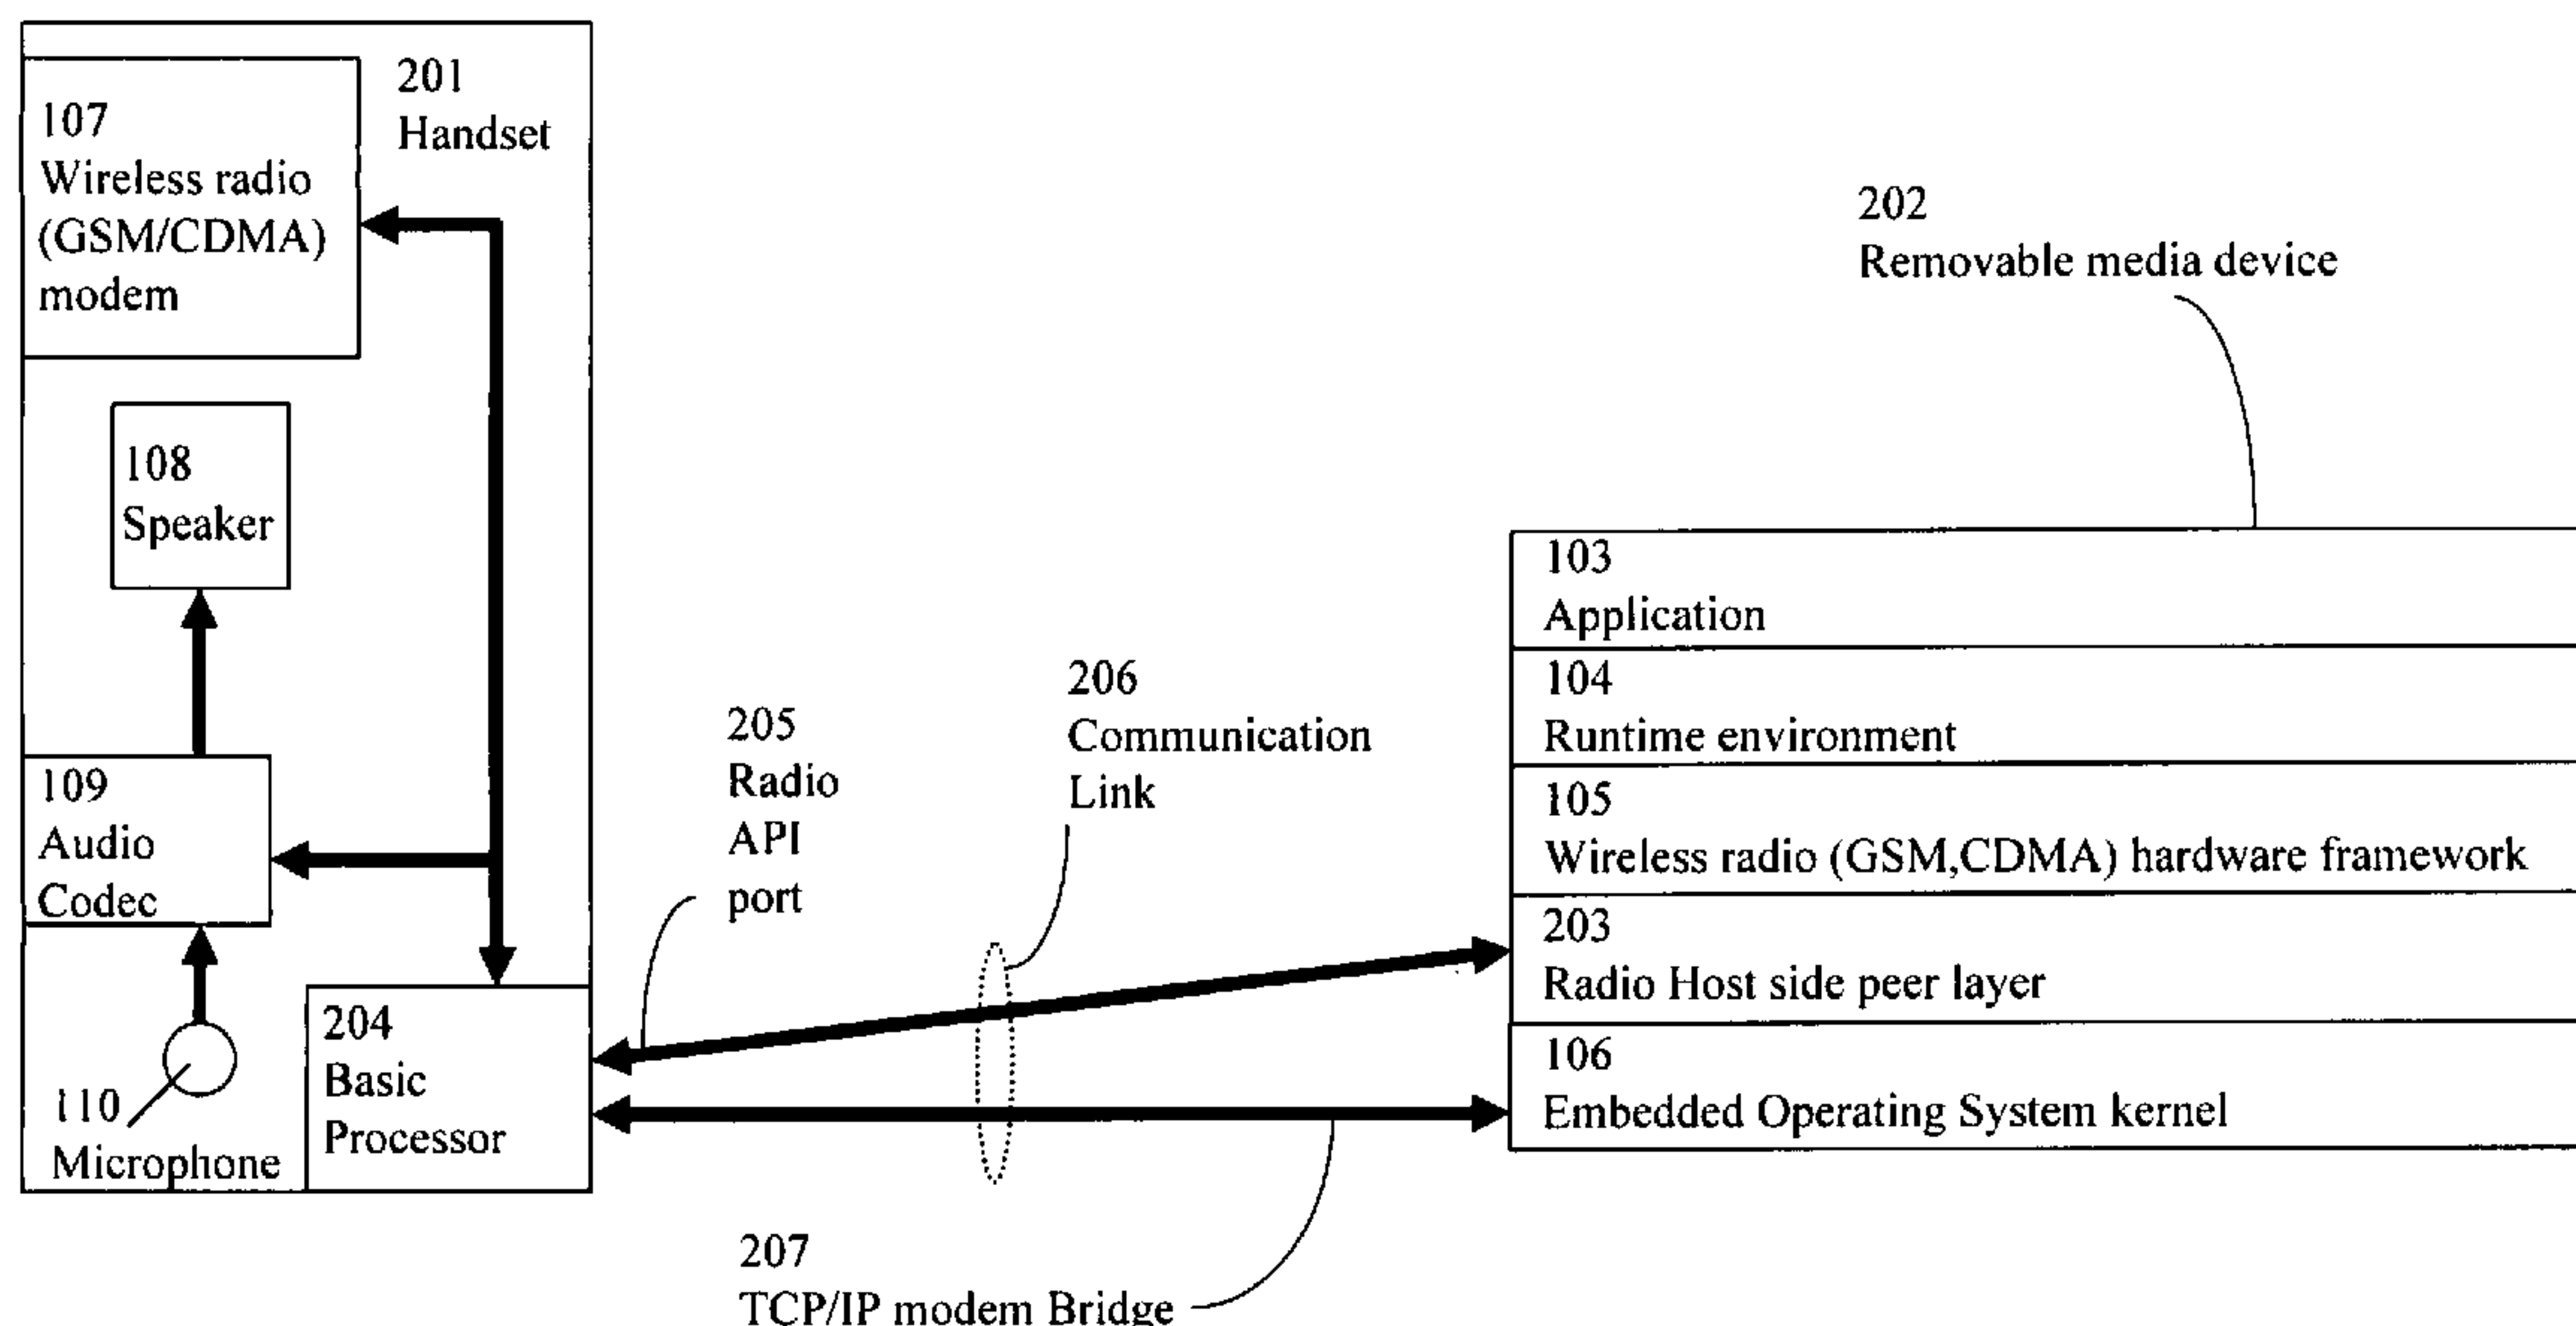 201
Handset
107
Wireless radio
(GSM/CDMA)
modem
108
Speaker
109
Audio
Codec
110
Microphone
204
Basic
Processor
205
Radio
API
port
206
Communication
Link
207
TCP/IP modem Bridge
202
Removable media device
103
Application
104
Runtime environment
105
Wireless radio (GSM,CDMA) hardware framework
203
Radio Host side peer layer
106
Embedded Operating System kernel